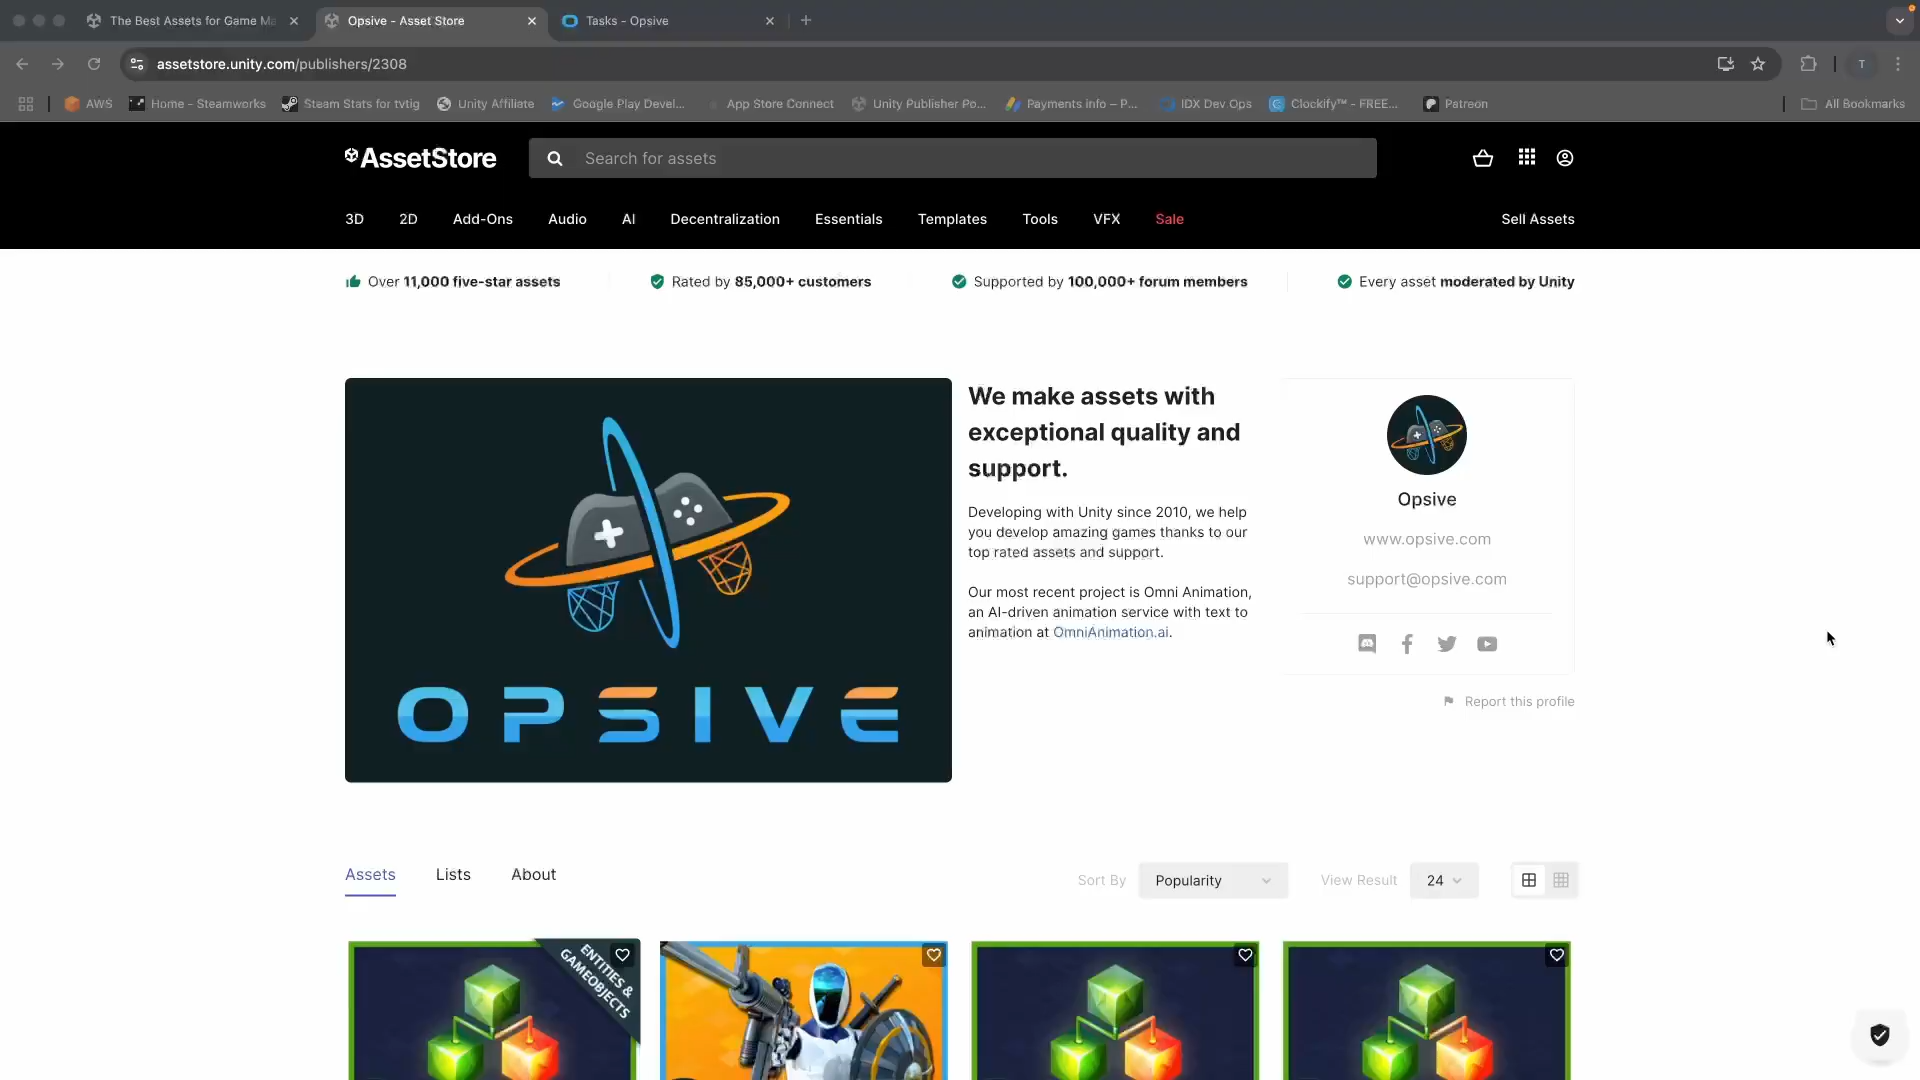 The Best Assets for Game Ma
Opsive - Asset Store
Tasks - Opsive
assetstore.unity.com/publishers/2308
AWS
Home - Steamworks
Steam Stats for tvtig
Unity Affiliate
Google Play Devel...
App Store Connect
Unity Publisher Po...
Payments info – P...
IDX Dev Ops
Clockify™ - FREE...
Patreon
All Bookmarks
T
AssetStore
Search for assets
3D
2D
Add-Ons
Audio
AI
Decentralization
Essentials
Templates
Tools
VFX
Sale
Sell Assets
Over 11,000 five-star assets
Rated by 85,000+ customers
Supported by 100,000+ forum members
Every asset moderated by Unity
OPSIVE
We make assets with
exceptional quality and
support.
Developing with Unity since 2010, we help
you develop amazing games thanks to our
top rated assets and support.
Our most recent project is Omni Animation,
an AI-driven animation service with text to
animation at OmniAnimation.ai.
Opsive
www.opsive.com
support@opsive.com
Report this profile
Assets
Lists
About
Sort By
Popularity
View Result
24
ENTITIES &
GAMEOBJECTS